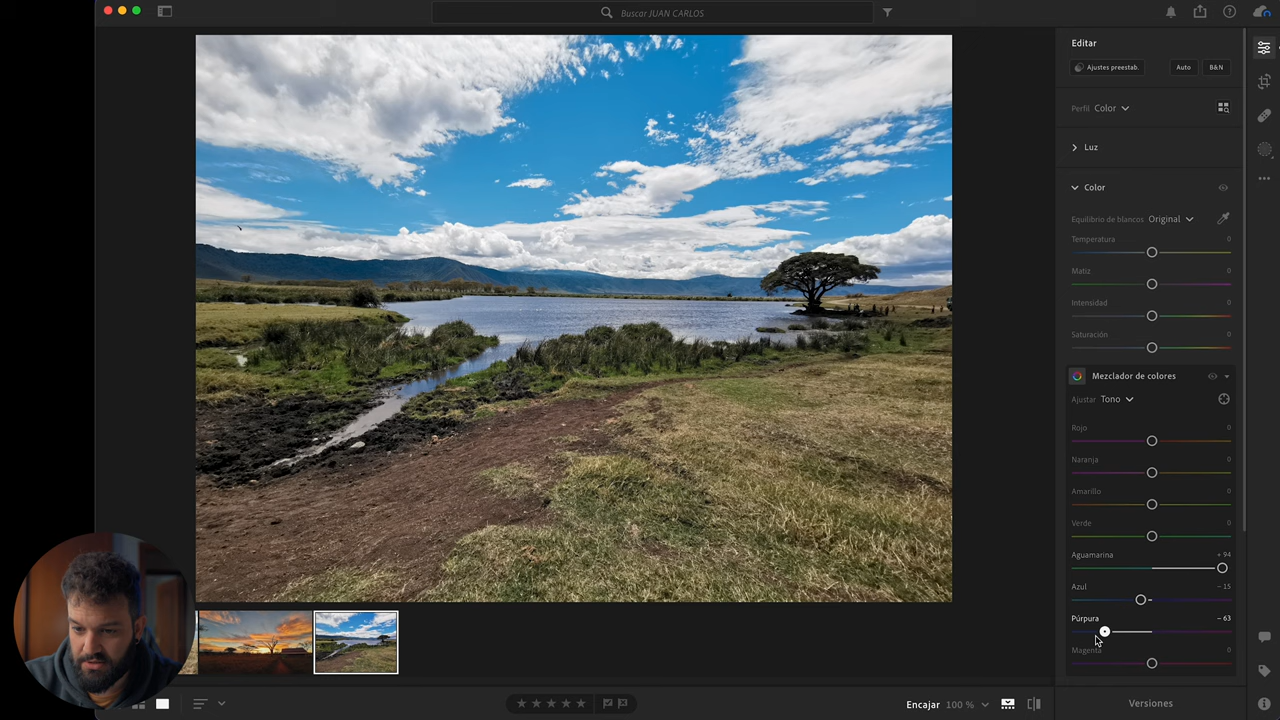 Buscar JUAN CARLOS
Editar
Ajustes preestab.
Auto
B&N
Perfil Color
Luz
Color
Equilibrio de blancos Original
Temperatura 0
Matiz 0
Intensidad 0
Saturación 0
Mezclador de colores
Ajustar Tono
Rojo 0
Naranja 0
Amarillo 0
Verde 0
Aguamarina + 94
Azul - 15
Púrpura - 63
Magenta 0
Encajar 100 %
Versiones